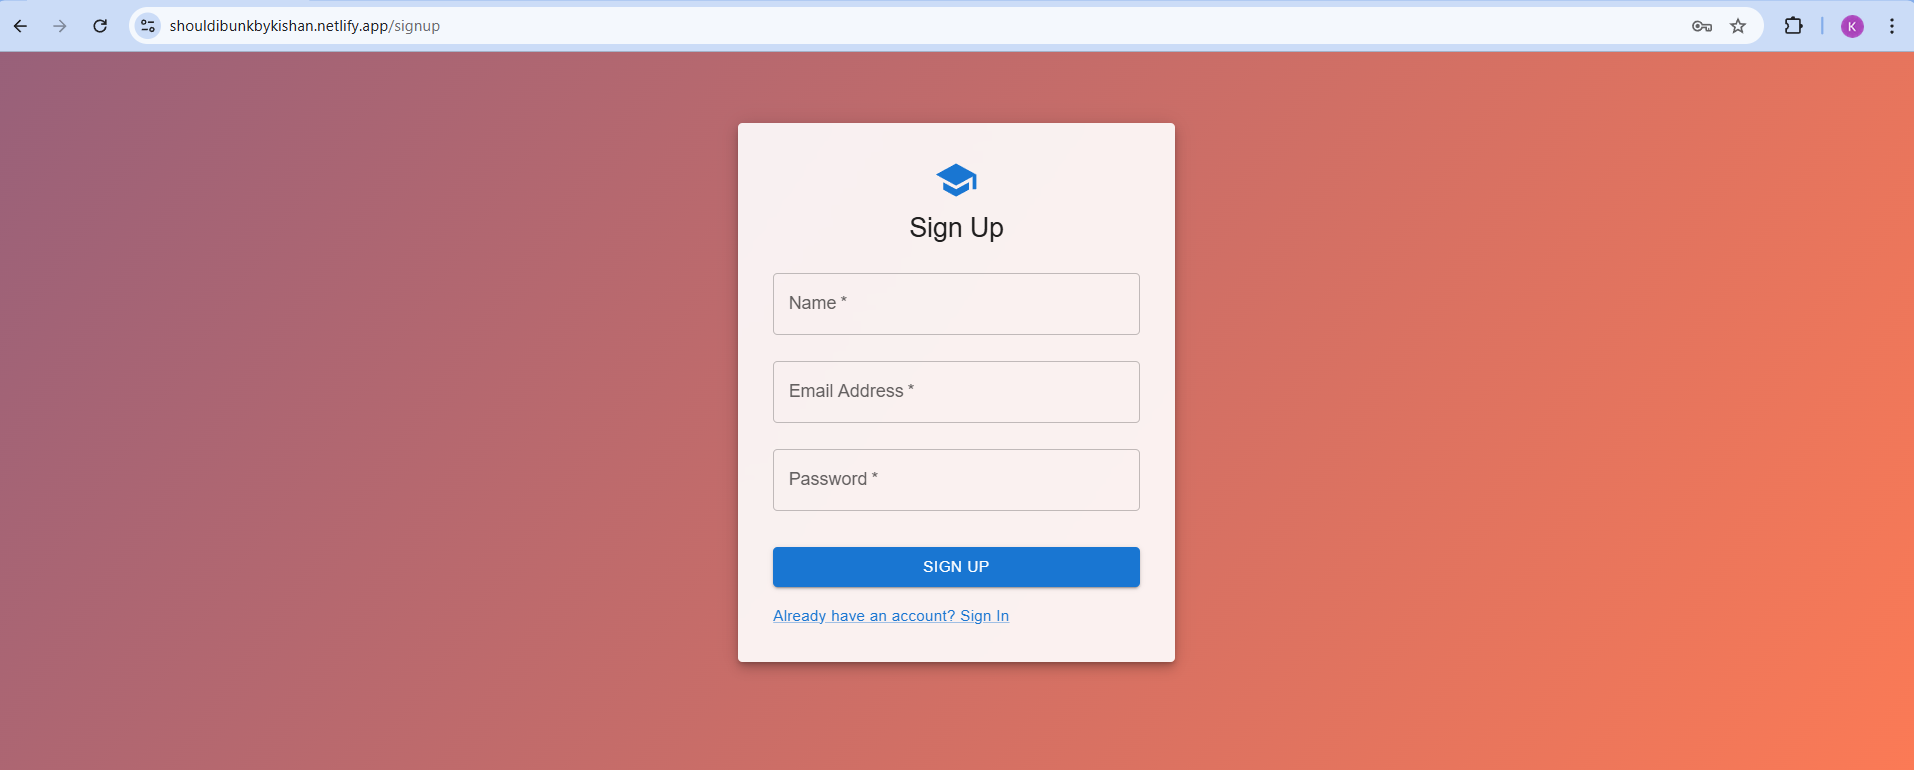 shouldibunkbykishan.netlify.app/signup
K
Sign Up
Name *
Email Address *
Password *
SIGN UP
Already have an account? Sign In